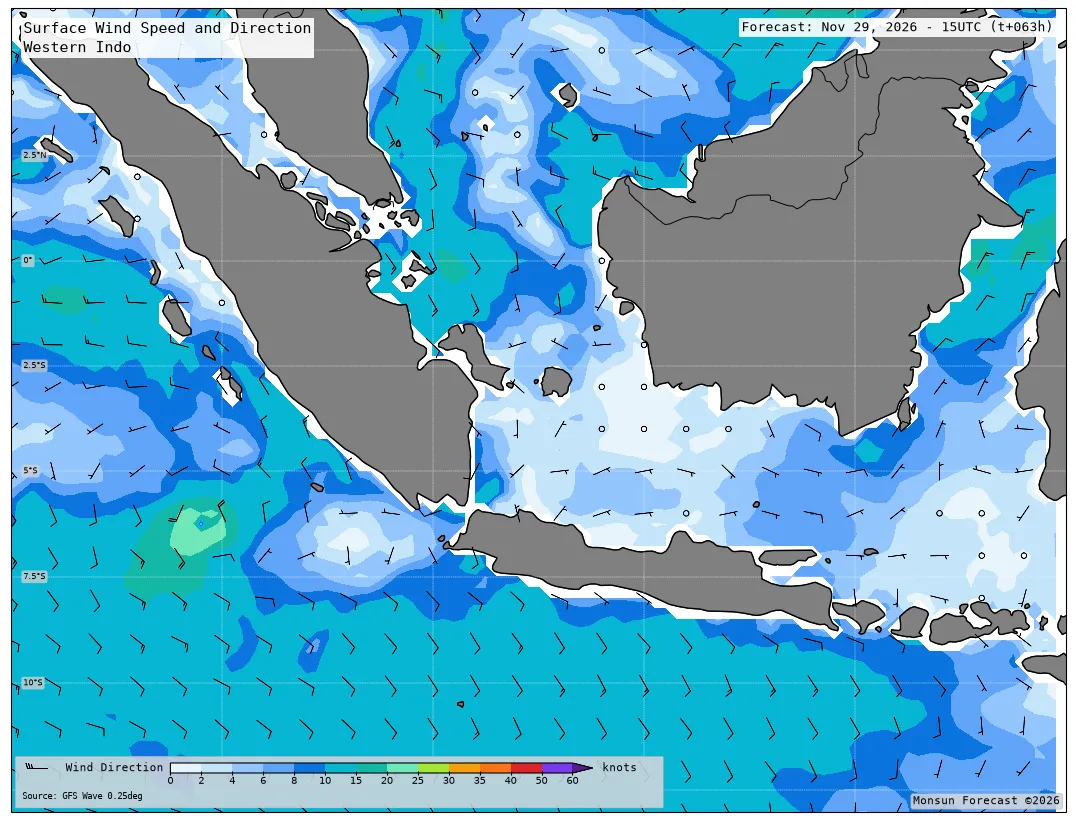 Surface Wind Speed and Direction
Western Indo
Forecast: Nov 29, 2026 - 15UTC (t+063h)
2.5°N
0°
2.5°S
5°S
7.5°S
10°S
Wind Direction
0 2 4 6 8 10 15 20 25 30 35 40 50 60
knots
Source: GFS Wave 0.25deg
Monsun Forecast ©2026